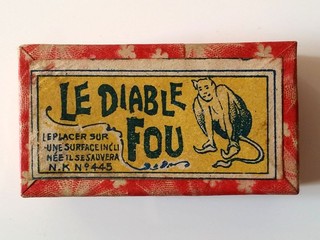 LE DIABLE
FOU
LE PLACER SUR
UNE SURFACE INCLI
NÉE IL SE SAUVERA
N.K Nº 445